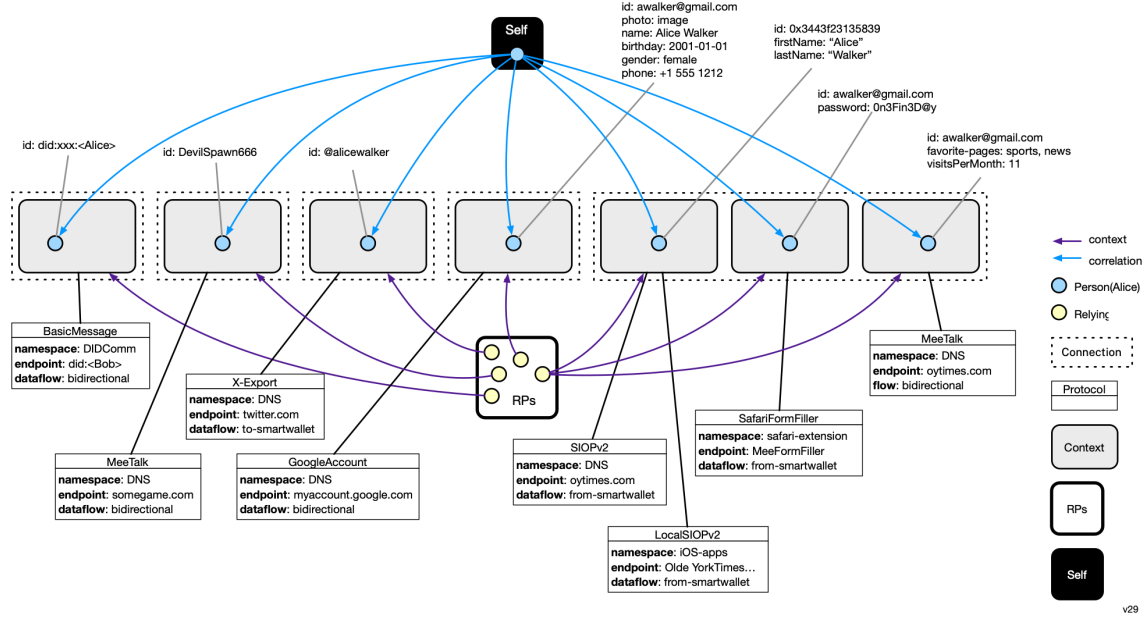 Self
id: awalker@gmail.com
photo: image
name: Alice Walker
birthday: 2001-01-01
gender: female
phone: +1 555 1212
id: 0x3443f23135839
firstName: “Alice”
lastName: “Walker”
id: awalker@gmail.com
password: 0n3Fin3D@y
id: awalker@gmail.com
favorite-pages: sports, news
visitsPerMonth: 11
id: did:xxx:<Alice>
id: DevilSpawn666
id: @alicewalker
context
correlation
Person(Alice)
Relying
Connection
Protocol
Context
RPs
Self
BasicMessage
namespace: DIDComm
endpoint: did:<Bob>
dataflow: bidirectional
MeeTalk
namespace: DNS
endpoint: somegame.com
dataflow: bidirectional
X-Export
namespace: DNS
endpoint: twitter.com
dataflow: to-smartwallet
GoogleAccount
namespace: DNS
endpoint: myaccount.google.com
dataflow: bidirectional
RPs
SIOPv2
namespace: DNS
endpoint: oytimes.com
dataflow: from-smartwallet
LocalSIOPv2
namespace: iOS-apps
endpoint: Olde YorkTimes…
dataflow: from-smartwallet
SafariFormFiller
namespace: safari-extension
endpoint: MeeFormFiller
dataflow: from-smartwallet
MeeTalk
namespace: DNS
endpoint: oytimes.com
flow: bidirectional
v29